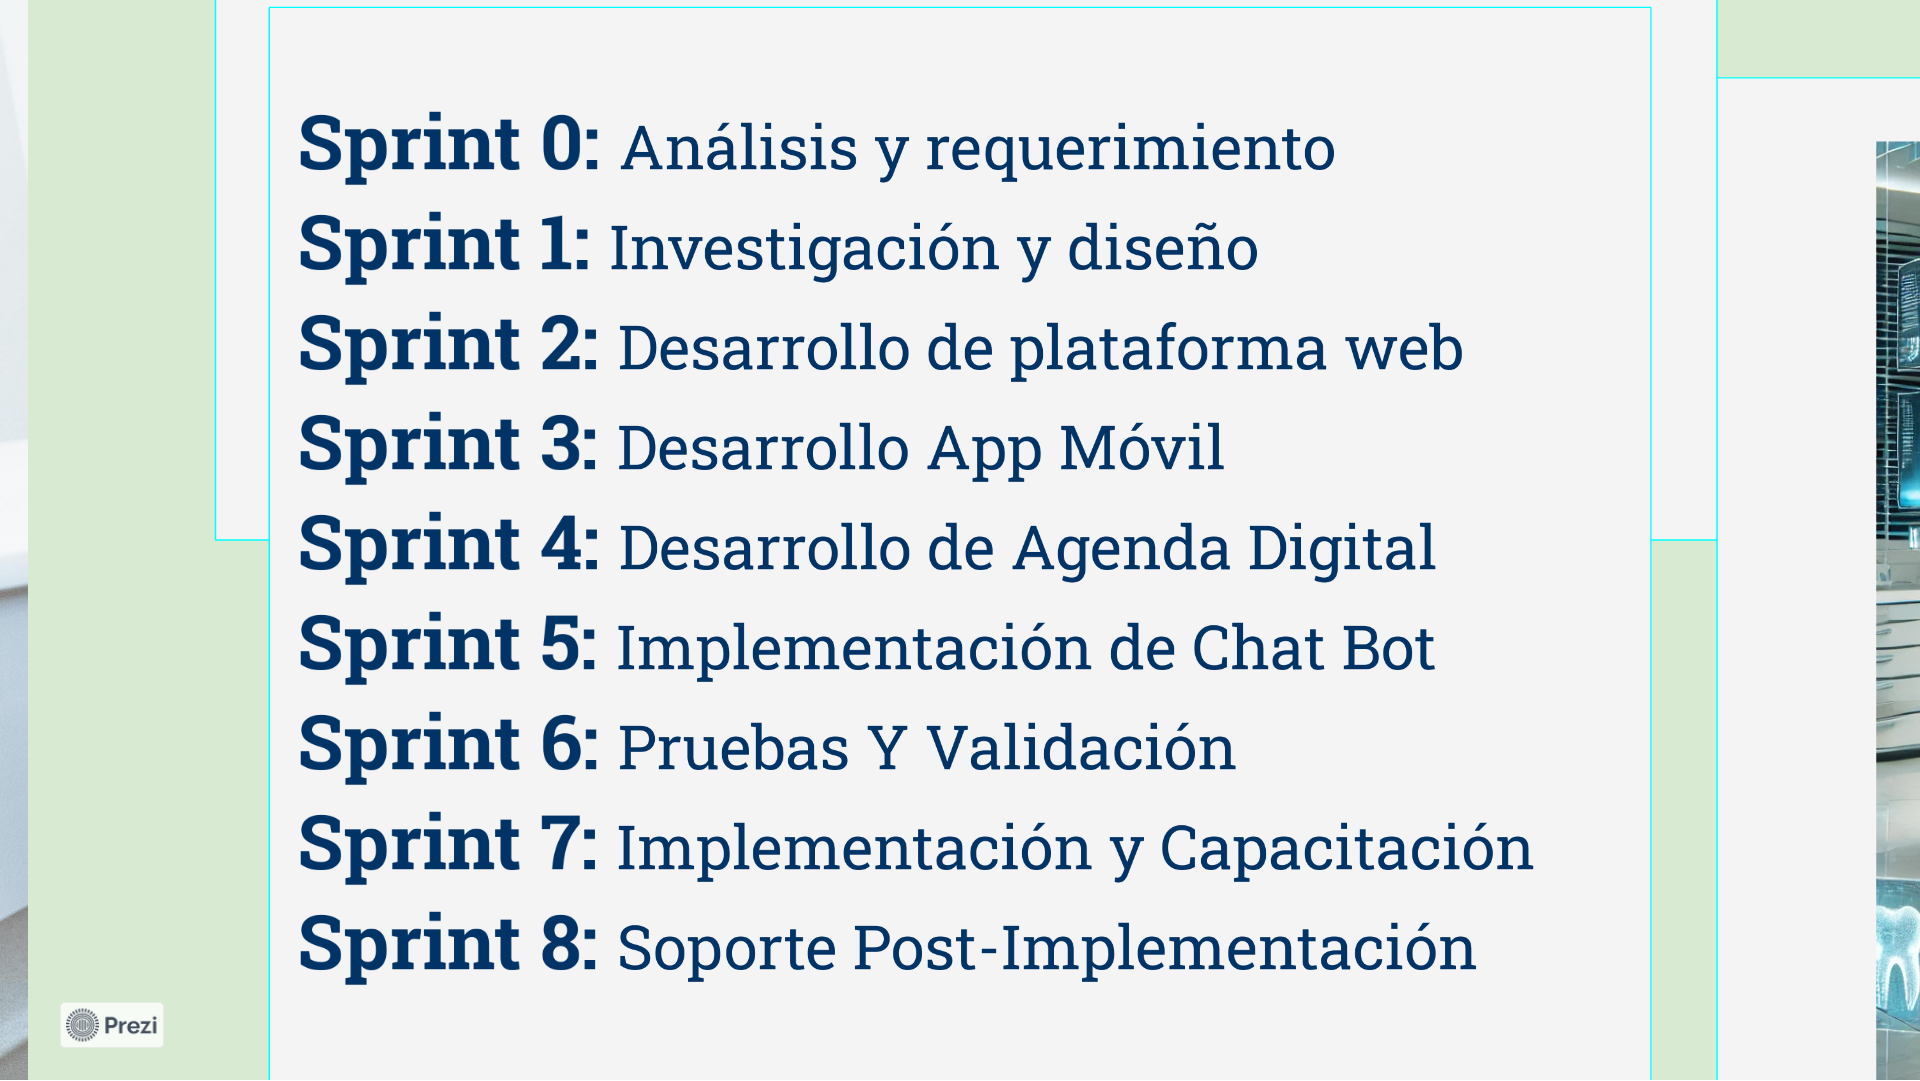 Sprint 0: Análisis y requerimiento
Sprint 1: Investigación y diseño
Sprint 2: Desarrollo de plataforma web
Sprint 3: Desarrollo App Móvil
Sprint 4: Desarrollo de Agenda Digital
Sprint 5: Implementación de Chat Bot
Sprint 6: Pruebas Y Validación
Sprint 7: Implementación y Capacitación
Sprint 8: Soporte Post-Implementación
Prezi